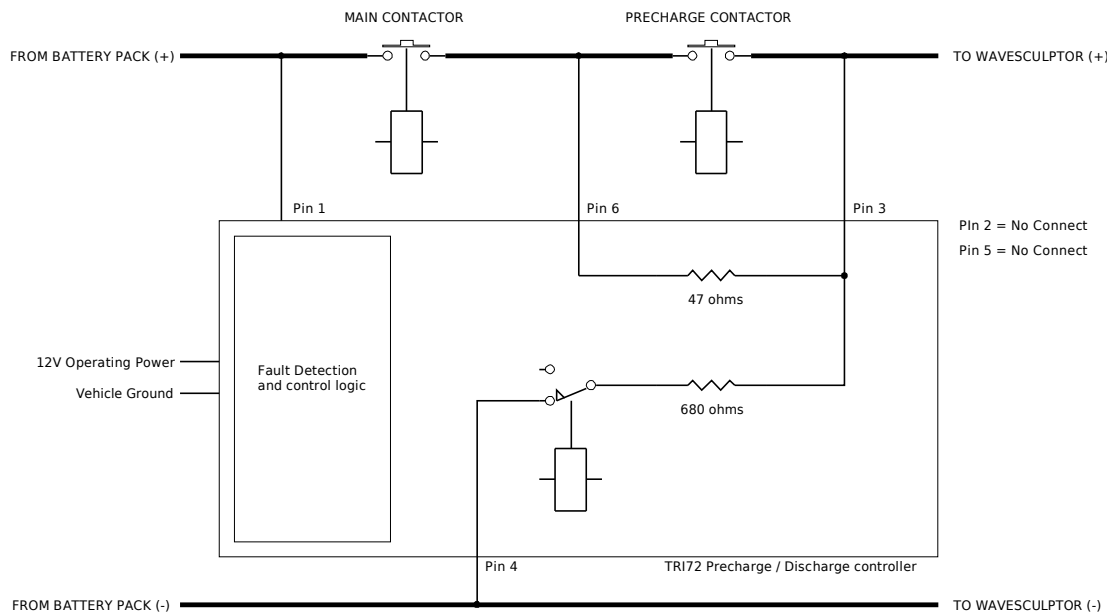 MAIN CONTACTOR
PRECHARGE CONTACTOR
FROM BATTERY PACK (+)
TO WAVESCULPTOR (+)
Pin 1
Pin 6
Pin 3
PIn 2 = No Connect
Pin 5 = No Connect
47 ohms
12V Operating Power
Vehicle Ground
Fault Detection
and control logic
680 ohms
Pin 4
TRI72 Precharge / Discharge controller
FROM BATTERY PACK (-)
TO WAVESCULPTOR (-)